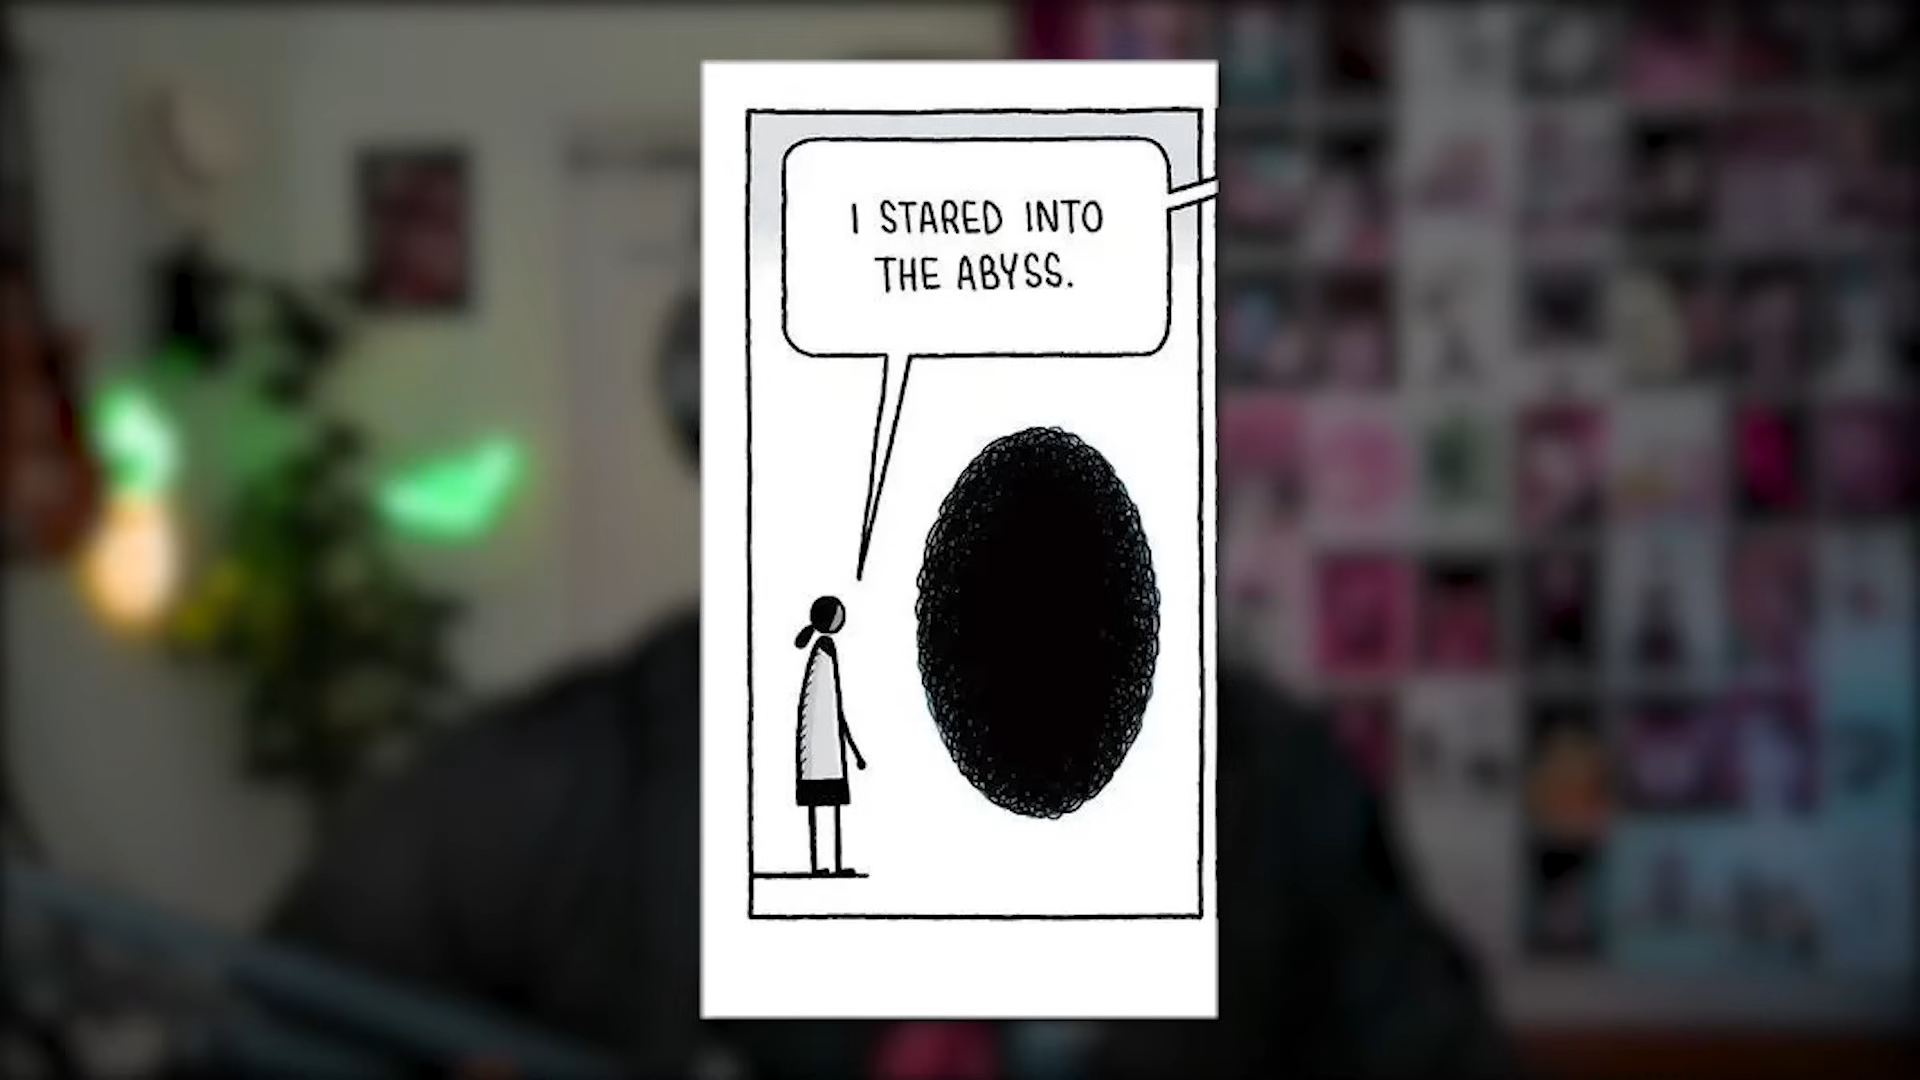 I STARED INTO
THE ABYSS.